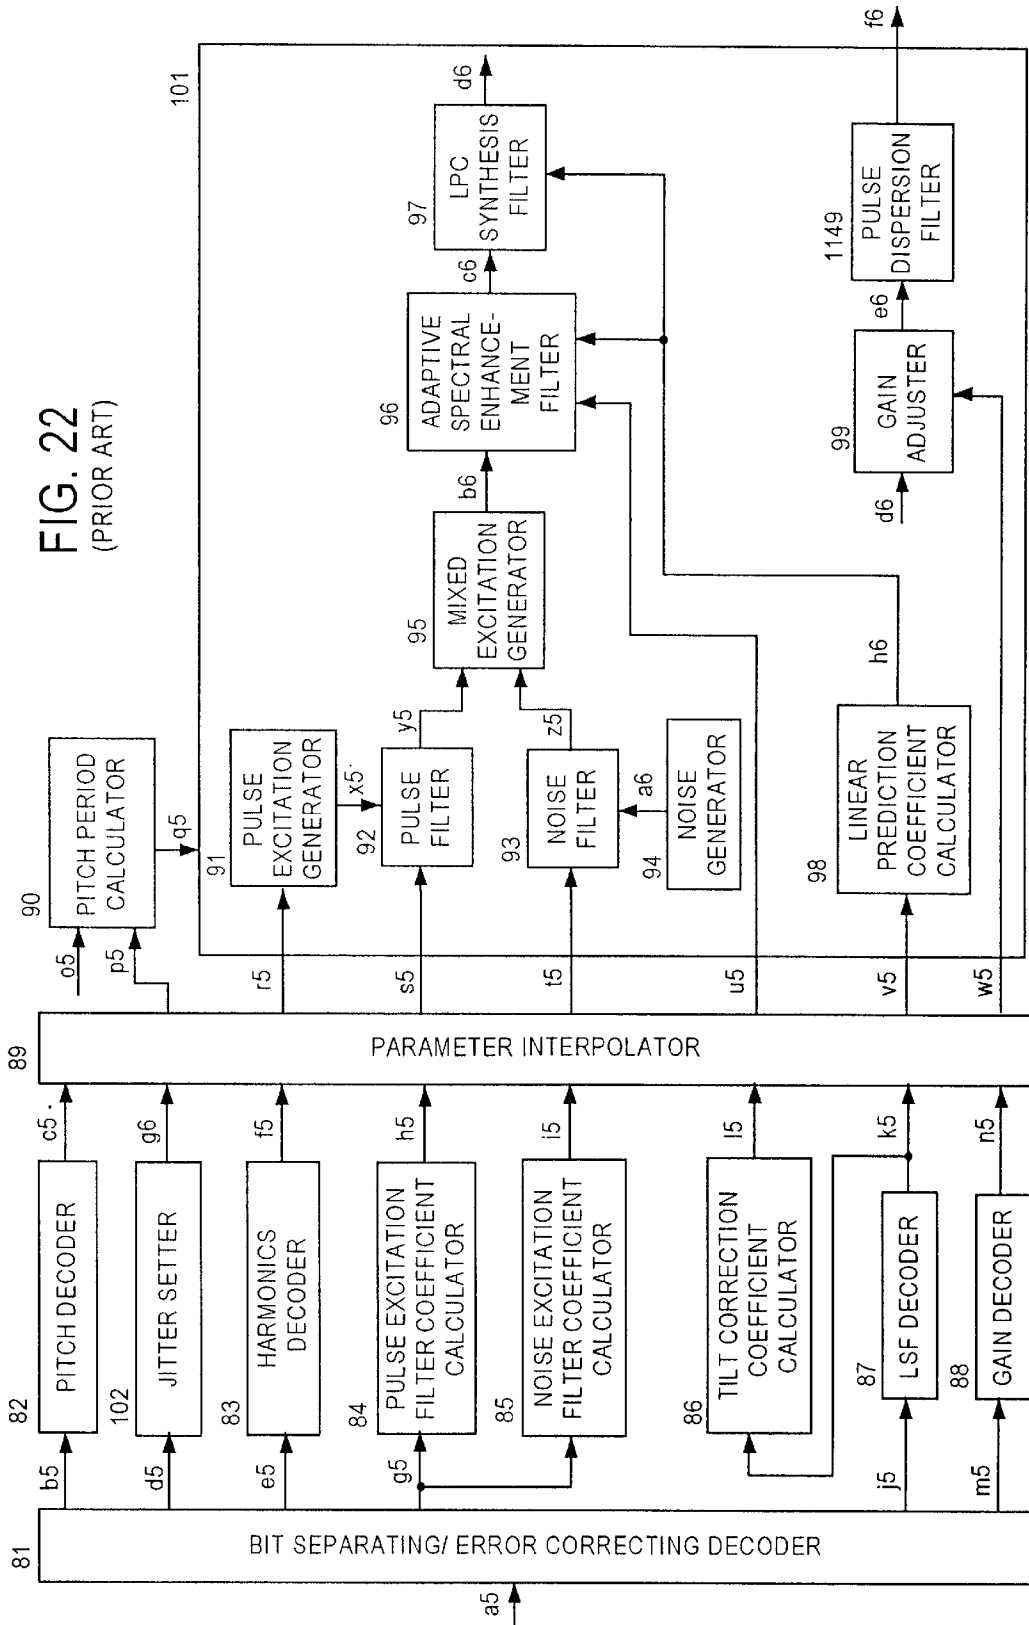 FIG. 22
(PRIOR ART)
a5
81
BIT SEPARATING/ ERROR CORRECTING DECODER
b5
82
PITCH DECODER
c5
d5
102
JITTER SETTER
g6
e5
83
HARMONICS
DECODER
f5
g5
84
PULSE EXCITATION
FILTER COEFFICIENT
CALCULATOR
h5
85
NOISE EXCITATION
FILTER COEFFICIENT
CALCULATOR
i5
86
TILT CORRECTION
COEFFICIENT
CALCULATOR
l5
j5
87
LSF DECODER
k5
m5
88
GAIN DECODER
n5
89
PARAMETER INTERPOLATOR
o5
p5
90
PITCH PERIOD
CALCULATOR
q5
101
r5
91
PULSE
EXCITATION
GENERATOR
x5
s5
92
PULSE
FILTER
y5
t5
93
NOISE
FILTER
z5
a6
94
NOISE
GENERATOR
95
MIXED
EXCITATION
GENERATOR
b6
96
ADAPTIVE
SPECTRAL
ENHANCE-
MENT
FILTER
c6
97
LPC
SYNTHESIS
FILTER
d6
u5
v5
98
LINEAR
PREDICTION
COEFFICIENT
CALCULATOR
h6
w5
d6
99
GAIN
ADJUSTER
e6
1149
PULSE
DISPERSION
FILTER
f6